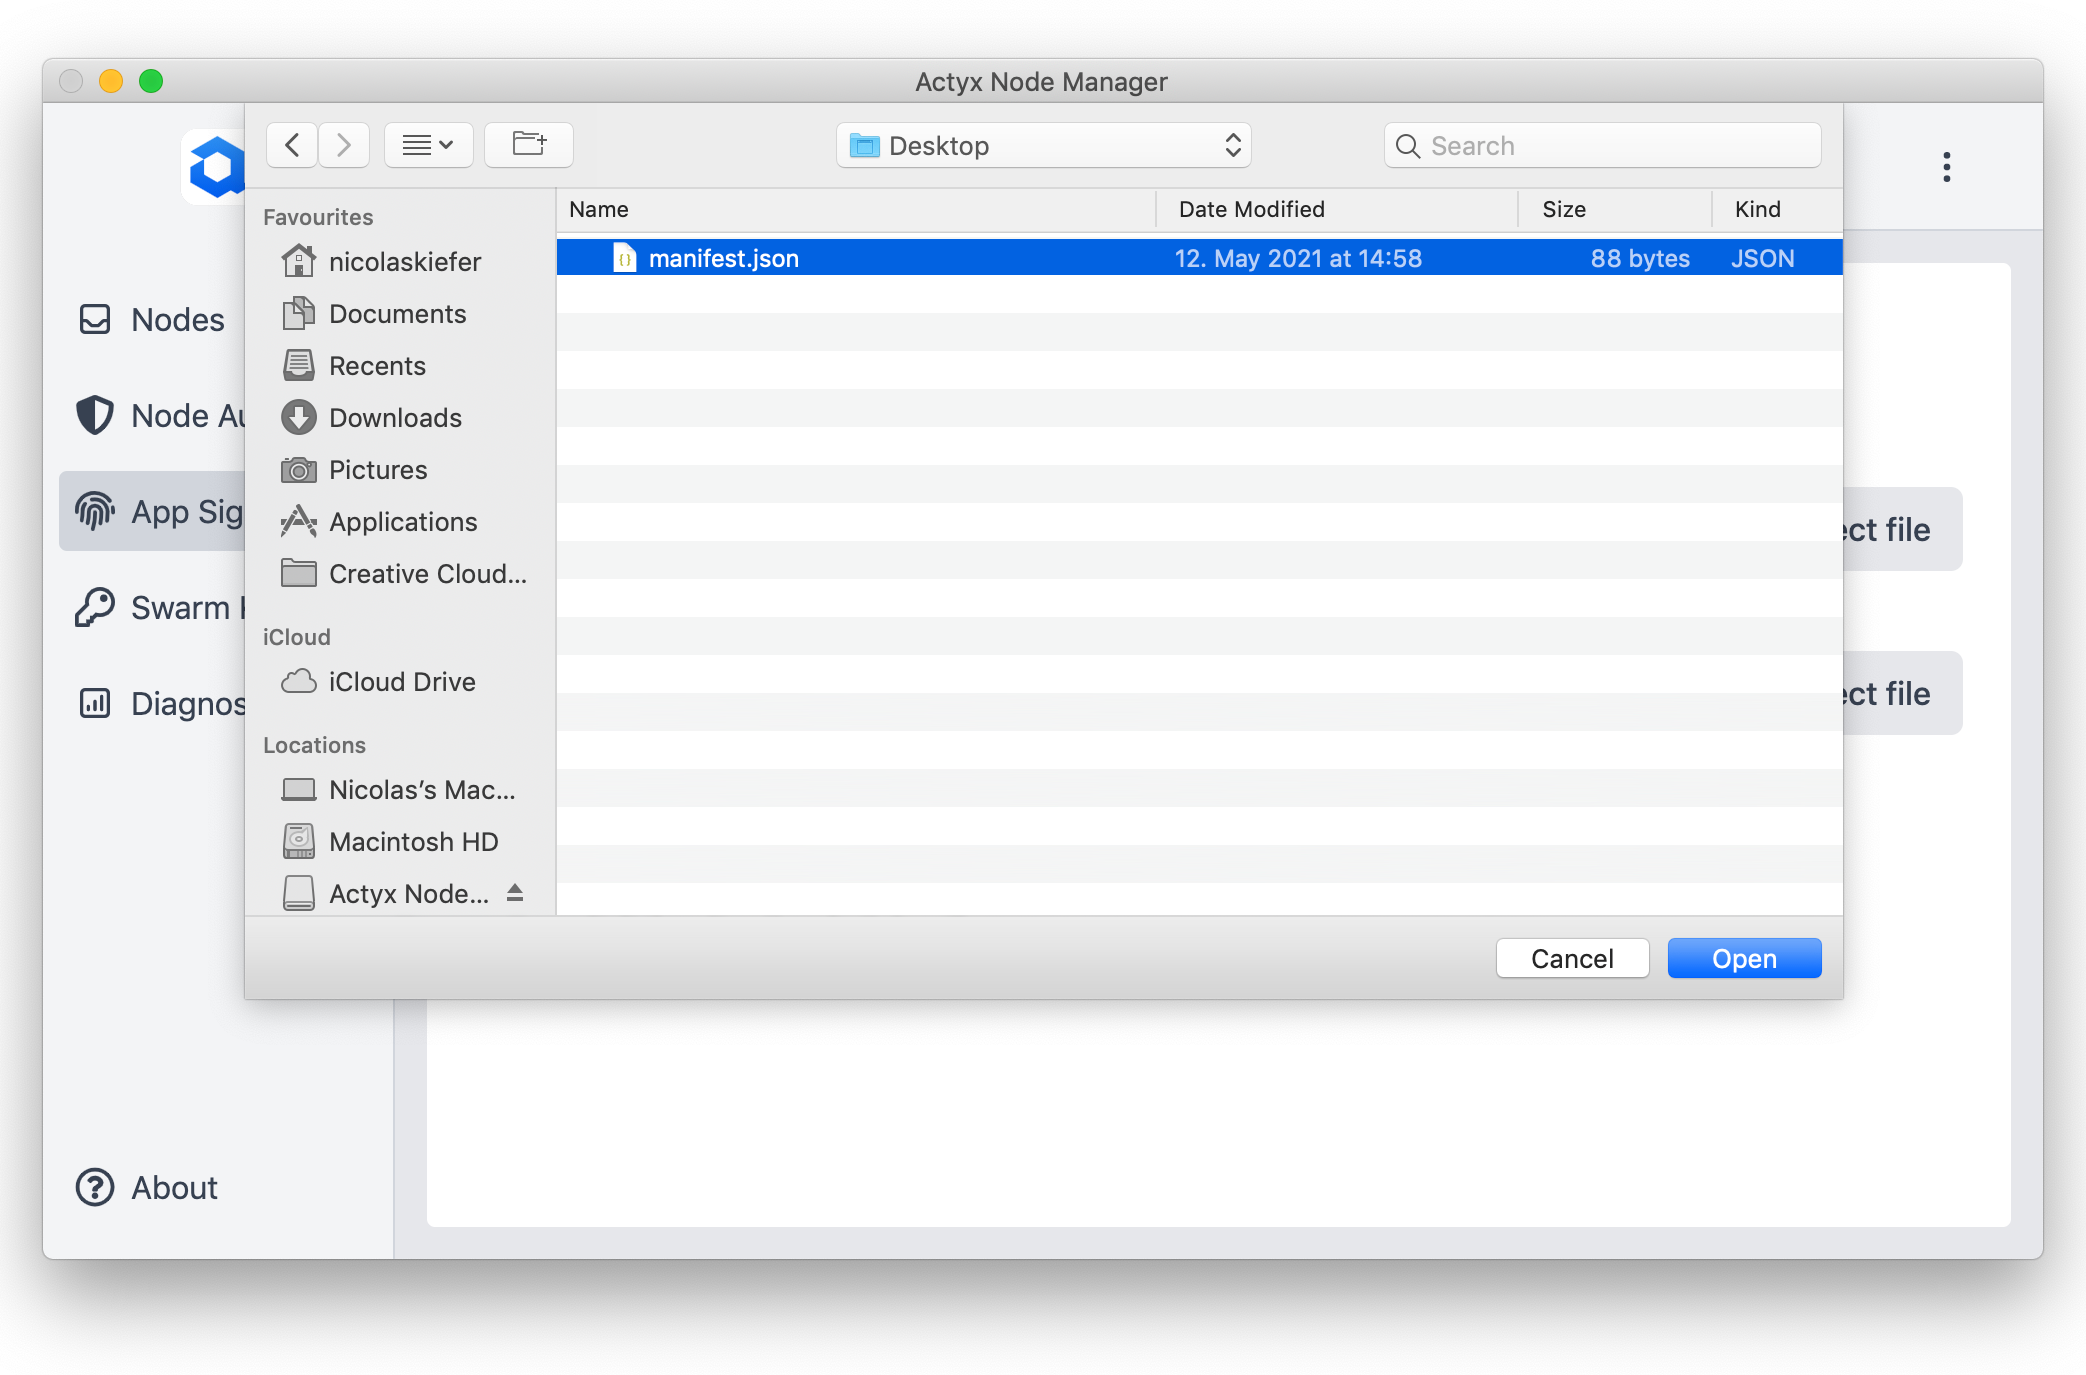 Actyx Node Manager
Desktop
Search
Favourites
nicolaskiefer
Documents
Recents
Downloads
Pictures
Applications
Creative Cloud...
iCloud
iCloud Drive
Locations
Nicolas’s Mac...
Macintosh HD
Actyx Node...
Name Date Modified Size Kind
manifest.json 12. May 2021 at 14:58 88 bytes JSON
Cancel Open
Nodes
Node Au
App Sig
Swarm
Diagnos
About
ect file
ect file